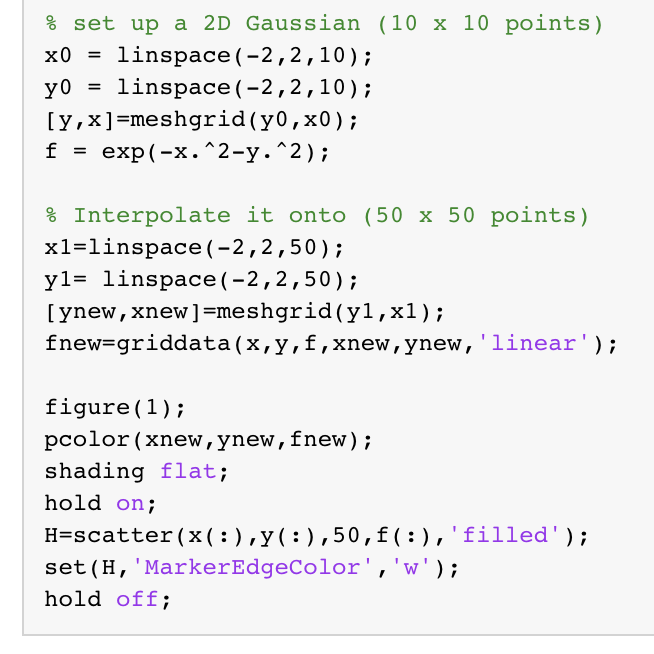 % set up a 2D Gaussian (10 x 10 points)
x0 = linspace(-2,2,10);
y0 = linspace(-2,2,10);
[y,x]=meshgrid(y0,x0);
f = exp(-x.^2-y.^2);

% Interpolate it onto (50 x 50 points)
x1=linspace(-2,2,50);
y1= linspace(-2,2,50);
[ynew,xnew]=meshgrid(y1,x1);
fnew=griddata(x,y,f,xnew,ynew,'linear');

figure(1);
pcolor(xnew,ynew,fnew);
shading flat;
hold on;
H=scatter(x(:),y(:),50,f(:),'filled');
set(H,'MarkerEdgeColor','w');
hold off;